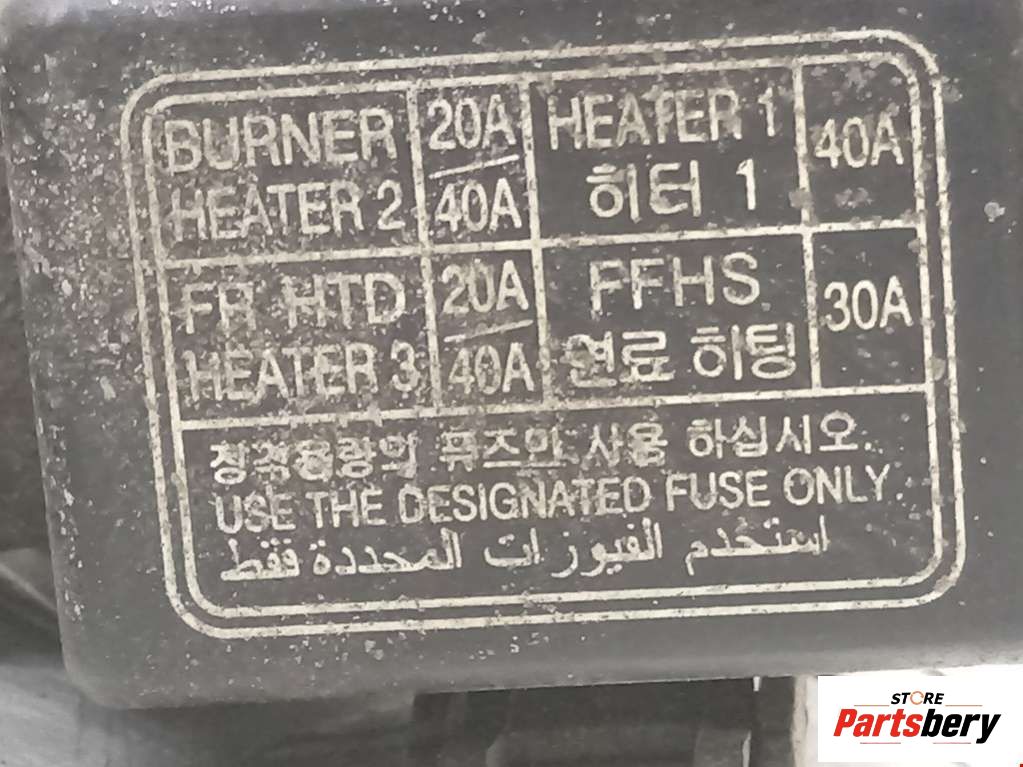 BURNER
HEATER 2
20A
40A
HEATER 1
히터 1
40A
FR HTD
HEATER 3
20A
40A
FFHS
연료 히팅
30A
정격용량의 퓨즈만 사용 하십시오.
USE THE DESIGNATED FUSE ONLY.
استخدم الفيوزات المحددة فقط
STORE
Partsbery